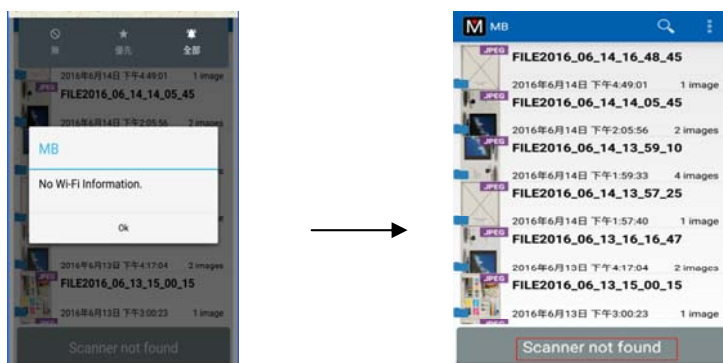 無
優先
全部
2016年6月14日 下午4:49:01 1 image
JPEG
FILE2016_06_14_14_05_45
2016年6月14日 下午2:05:56 2 images
MB
No Wi-Fi Information.
Ok
2016年6月13日 下午4:17:04 2 images
JPEG
FILE2016_06_13_15_00_15
2016年6月13日 下午3:00:23 1 image
Scanner not found
M MB
JPEG
FILE2016_06_14_16_48_45
2016年6月14日 下午4:49:01 1 image
JPEG
FILE2016_06_14_14_05_45
2016年6月14日 下午2:05:56 2 images
JPEG
FILE2016_06_14_13_59_10
2016年6月14日 下午1:59:33 4 images
JPEG
FILE2016_06_14_13_57_25
2016年6月14日 下午1:57:40 1 image
JPEG
FILE2016_06_13_16_16_47
2016年6月13日 下午4:17:04 2 images
JPEG
FILE2016_06_13_15_00_15
2016年6月13日 下午3:00:23 1 image
Scanner not found